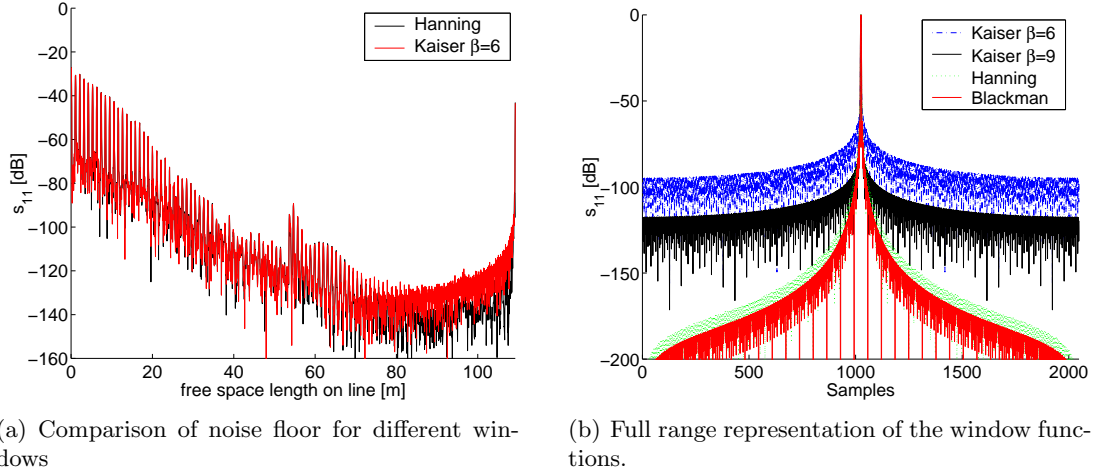 0
−20
−40
−60
−80
−100
−120
−140
−160
s11 [dB]
0 20 40 60 80 100
free space length on line [m]
Hanning
Kaiser β=6
(a) Comparison of noise floor for different win-
dows
0
−50
−100
−150
−200
s11 [dB]
0 500 1000 1500 2000
Samples
Kaiser β=6
Kaiser β=9
Hanning
Blackman
(b) Full range representation of the window func-
tions.